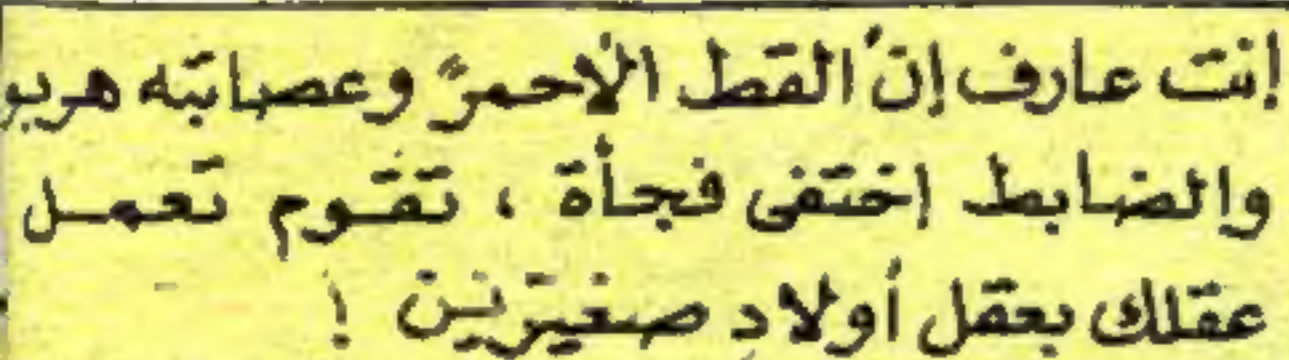 إنت عارف إن "القط الأحمر" وعصابته هربو
والضابط إختفى فجأة ، تقوم تعمل
عقلك بعقل أولاد صغيرين !